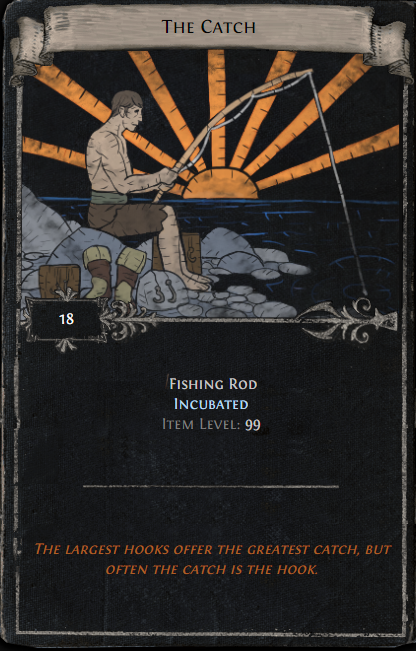 The Catch
18
Fishing Rod
Incubated
Item Level: 99
The largest hooks offer the greatest catch, but
often the catch is the hook.